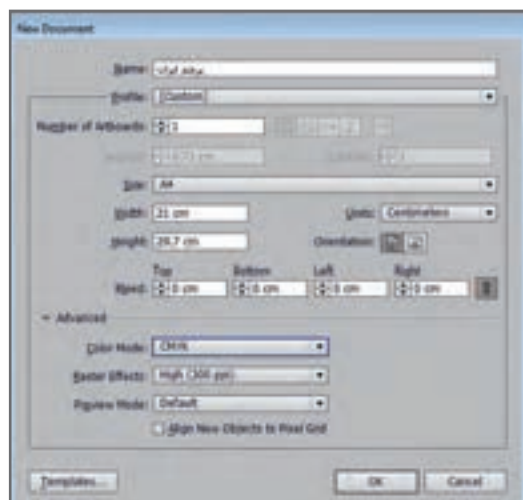 New Document
Name: پرچم ایران
Profile: [Custom]
Number of Artboards: 1
Size: A4
Width: 21 cm Units: Centimeters
Height: 29.7 cm Orientation:
Top Bottom Left Right
Bleed: 0 cm 0 cm 0 cm 0 cm
Advanced
Color Mode: CMYK
Raster Effects: High (300 ppi)
Preview Mode: Default
Align New Objects to Pixel Grid
Templates... OK Cancel